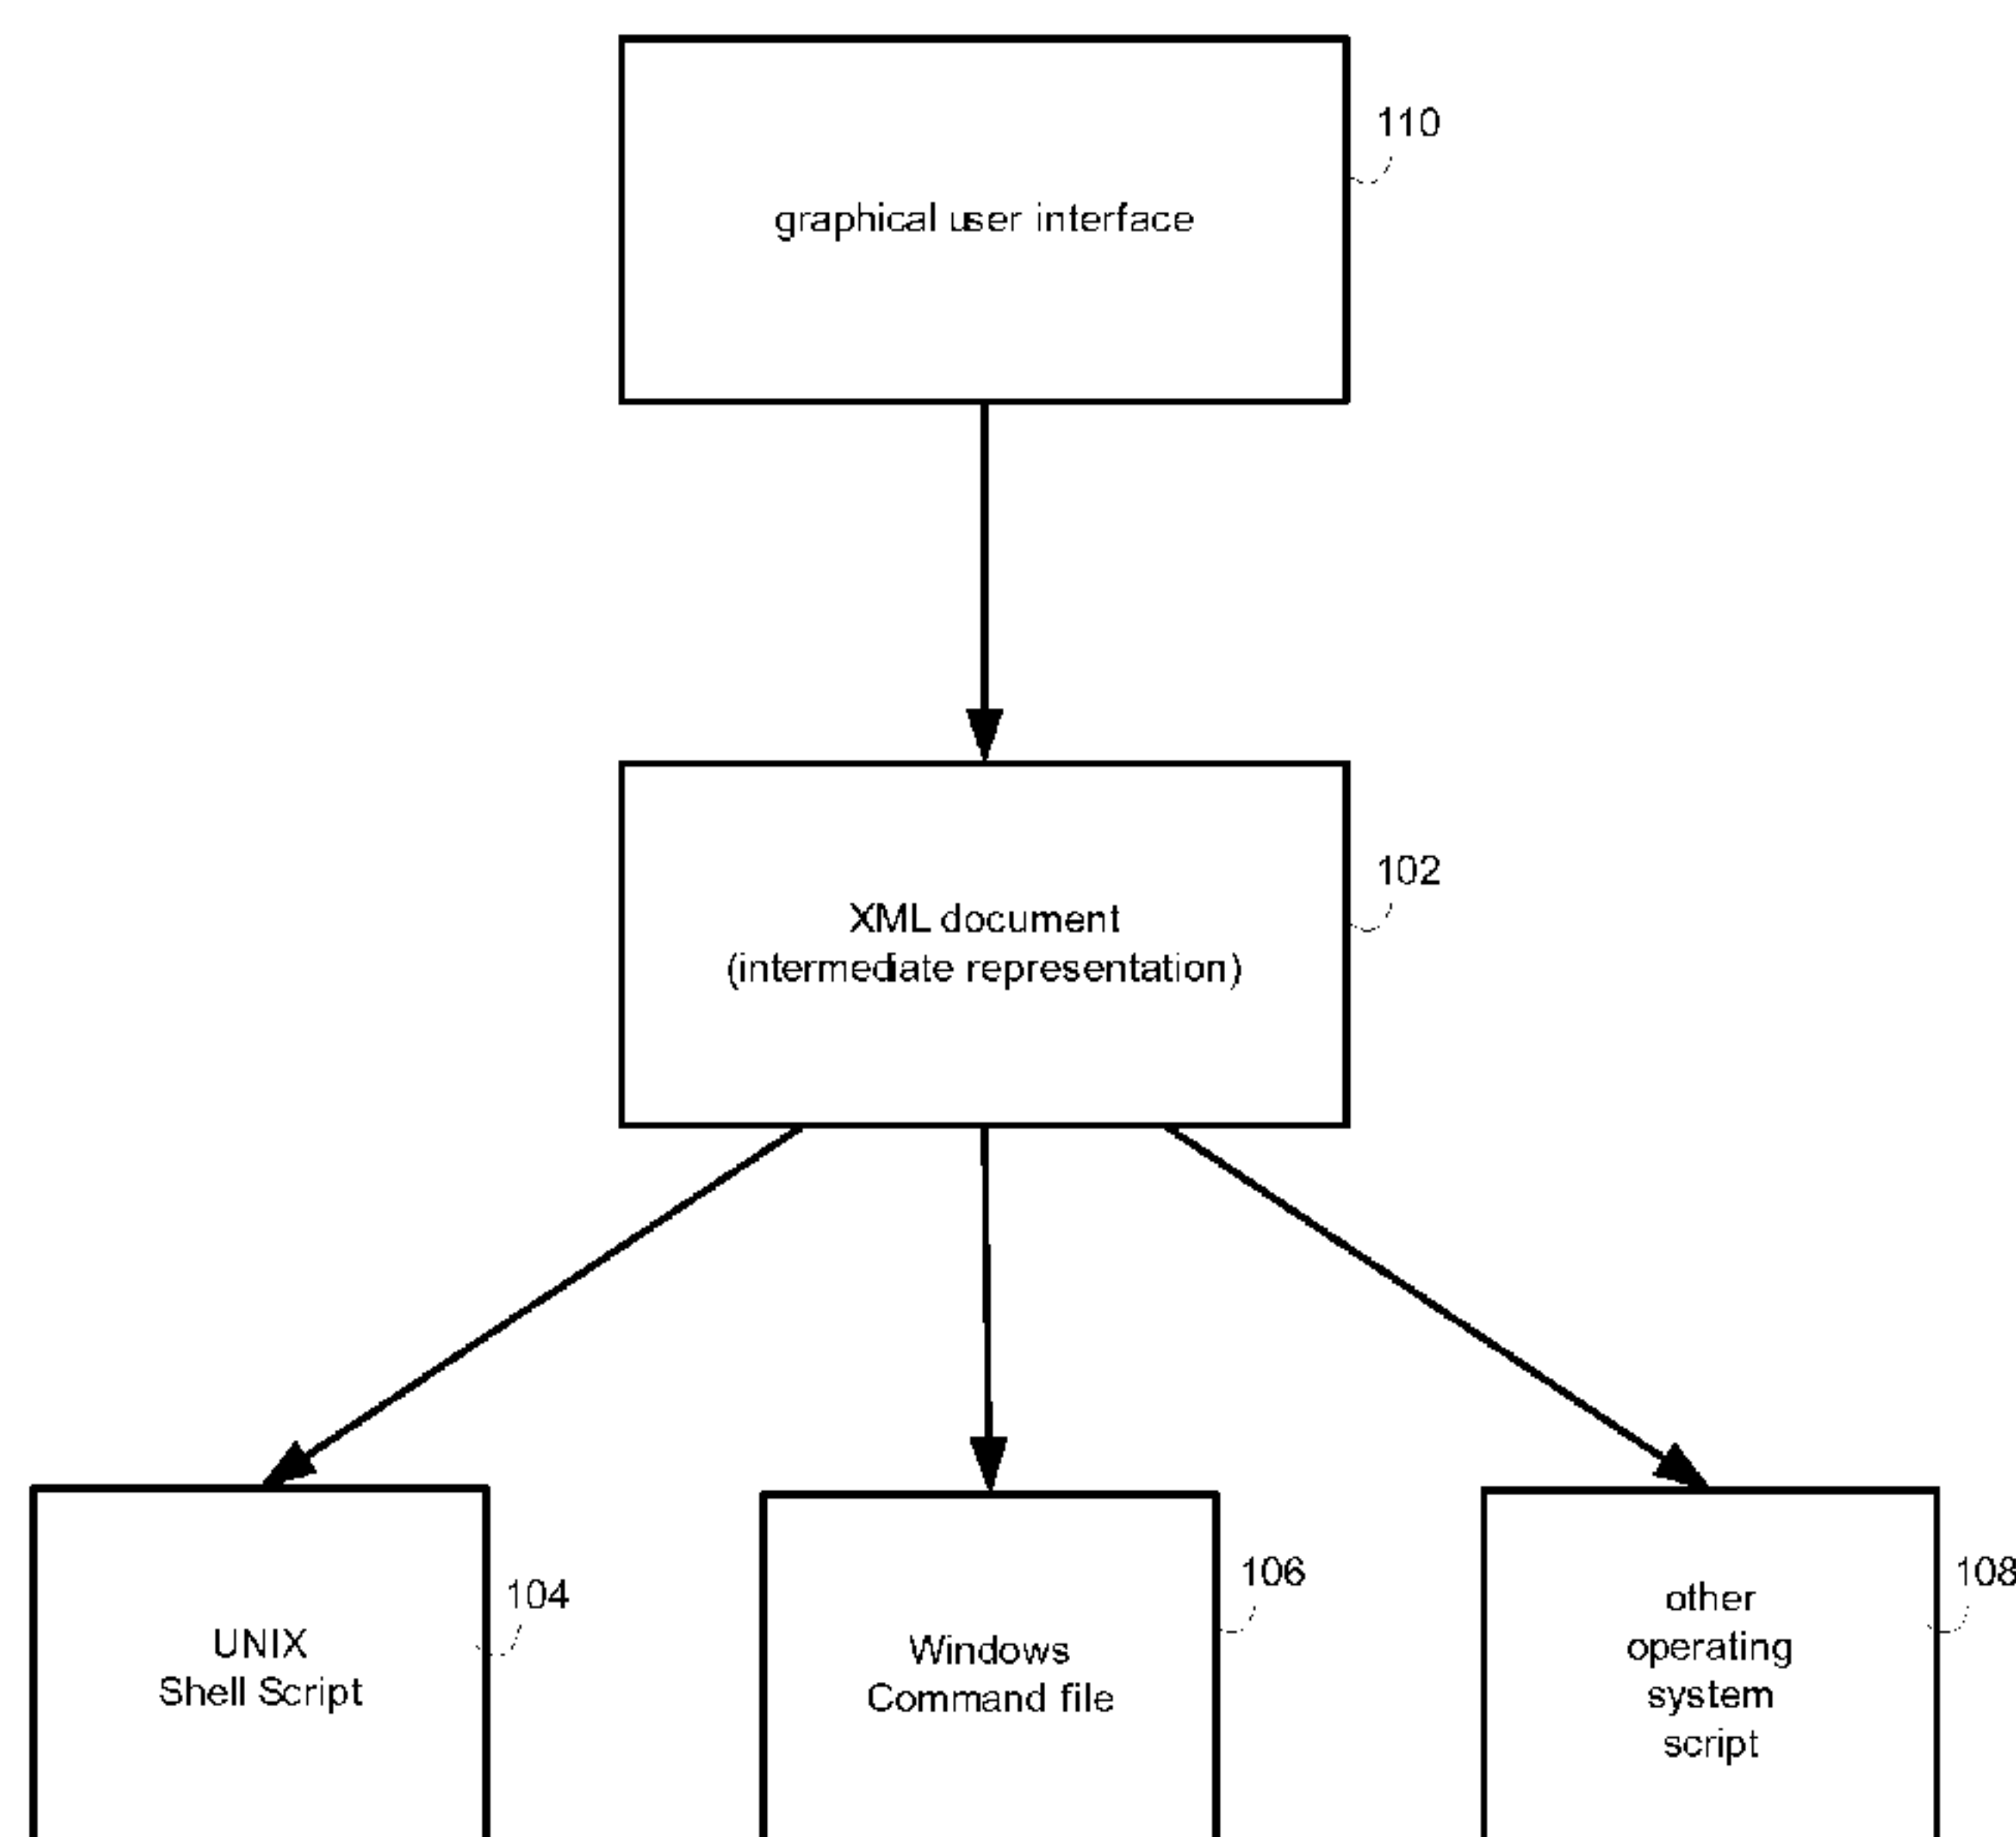 110
graphical user interface
102
XML document
(intermediate representation)
104
UNIX
Shell Script
106
Windows
Command file
108
other
operating
system
script